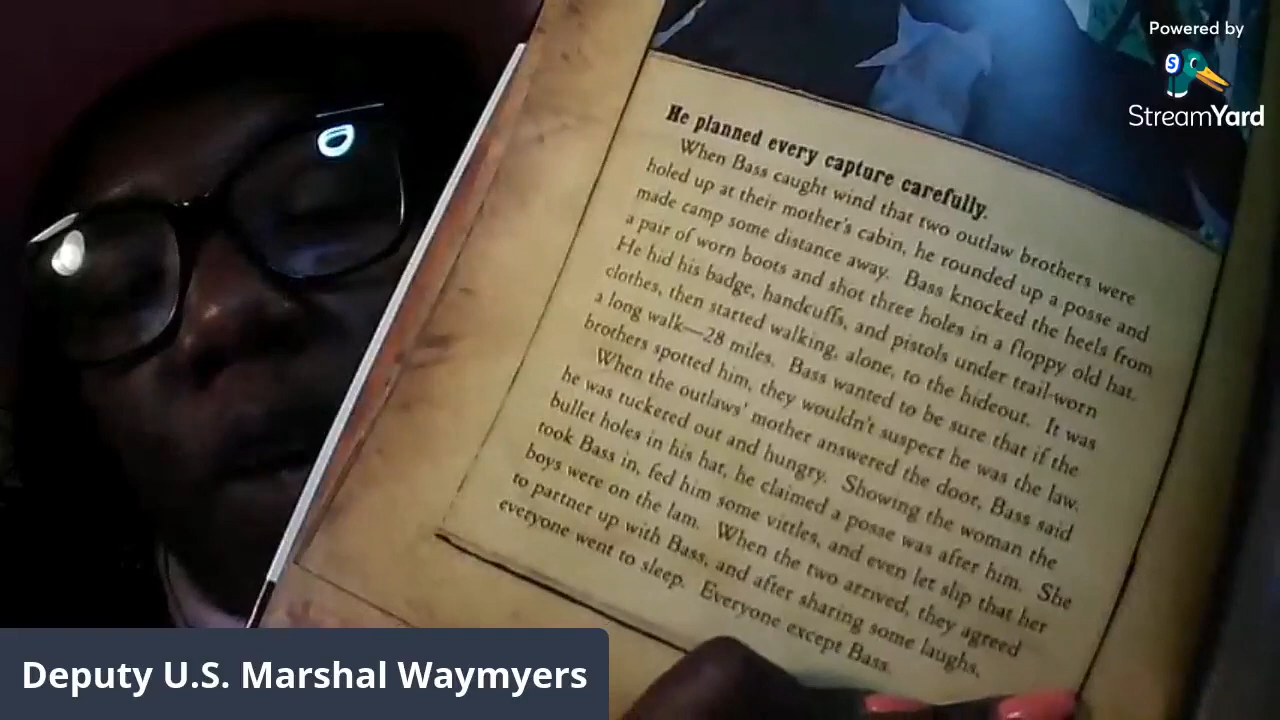 Powered by
StreamYard
He planned every capture carefully.
When Bass caught wind that two outlaw brothers were
holed up at their mother's cabin, he rounded up a posse and
made camp some distance away. Bass knocked the heels from
a pair of worn boots and shot three holes in a floppy old hat.
He hid his badge, handcuffs, and pistols under trail-worn
clothes, then started walking, alone, to the hideout. It was
a long walk—28 miles. Bass wanted to be sure that if the
brothers spotted him, they wouldn't suspect he was the law.
When the outlaws' mother answered the door, Bass said
he was tuckered out and hungry. Showing the woman the
bullet holes in his hat, he claimed a posse was after him. She
took Bass in, fed him some vittles, and even let slip that her
boys were on the lam. When the two arrived, they agreed
to partner up with Bass, and after sharing some laughs,
everyone went to sleep. Everyone except Bass.
Deputy U.S. Marshal Waymyers